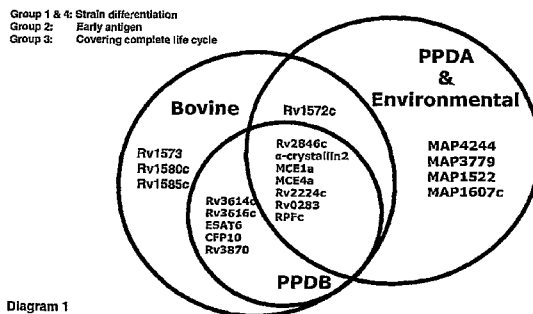 Group 1 & 4: Strain differentiation
Group 2: Early antigen
Group 3: Covering complete life cycle
PPDA
&
Environmental
Bovine
Rv1572c
Rv1573
Rv1580c
Rv1585c
Rv2846c
α-crystallin2
MCE1a
MCE4a
Rv2224c
Rv0283
RPFc
MAP4244
MAP3779
MAP1522
MAP1607c
Rv3614c
Rv3616c
ESAT6
CFP10
Rv3870
PPDB
Diagram 1